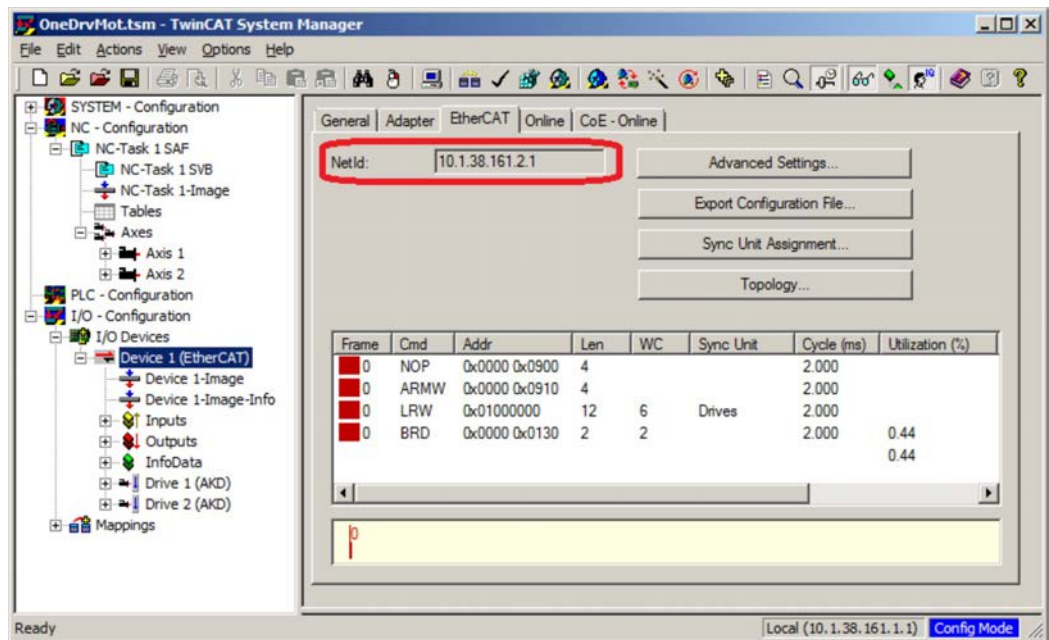 OneDrvMot.tsm - TwinCAT System Manager
File Edit Actions View Options Help
SYSTEM - Configuration
NC - Configuration
NC-Task 1 SAF
NC-Task 1 SVB
NC-Task 1-Image
Tables
Axes
Axis 1
Axis 2
PLC - Configuration
I/O - Configuration
I/O Devices
Device 1 (EtherCAT)
Device 1-Image
Device 1-Image-Info
Inputs
Outputs
InfoData
Drive 1 (AKD)
Drive 2 (AKD)
Mappings
General Adapter EtherCAT Online CoE - Online
NetId: 10.1.38.161.2.1
Advanced Settings...
Export Configuration File...
Sync Unit Assignment...
Topology...
Frame Cmd Addr Len WC Sync Unit Cycle (ms) Utilization (%)
0 NOP 0x0000 0x0900 4 2.000
0 ARMW 0x0000 0x0910 4 2.000
0 LRW 0x01000000 12 6 Drives 2.000
0 BRD 0x0000 0x0130 2 2 2.000 0.44
0.44
0
Ready Local (10.1.38.161.1.1) Config Mode